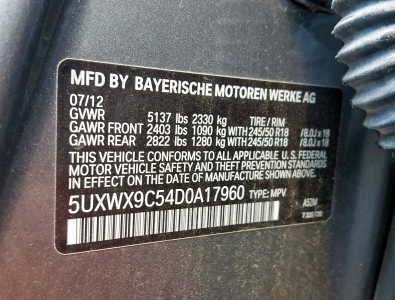 MFD BY BAYERISCHE MOTOREN WERKE AG
07/12
GVWR 5137 lbs 2330 kg TIRE / RIM
GAWR FRONT 2403 lbs 1090 kg WITH 245/50 R18 / 8.0J x 18
GAWR REAR 2822 lbs 1280 kg WITH 245/50 R18 / 8.0J x 18
THIS VEHICLE CONFORMS TO ALL APPLICABLE U.S. FEDERAL
MOTOR VEHICLE SAFETY, BUMPER, AND THEFT PREVENTION
STANDARDS IN EFFECT ON THE DATE OF MANUFACTURE SHOWN ABOVE.
5UXWX9C54D0A17960 TYPE: MPV
A52M